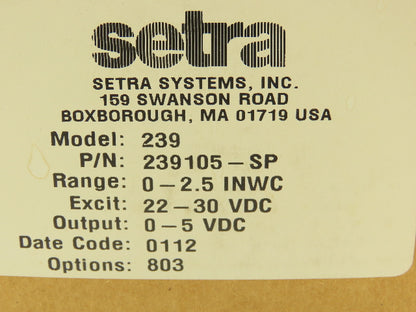 setra
SETRA SYSTEMS, INC.
159 SWANSON ROAD
BOXBOROUGH, MA 01719 USA
Model: 239
P/N: 239105-SP
Range: 0-2.5 INWC
Excit: 22-30 VDC
Output: 0-5 VDC
Date Code: 0112
Options: 803